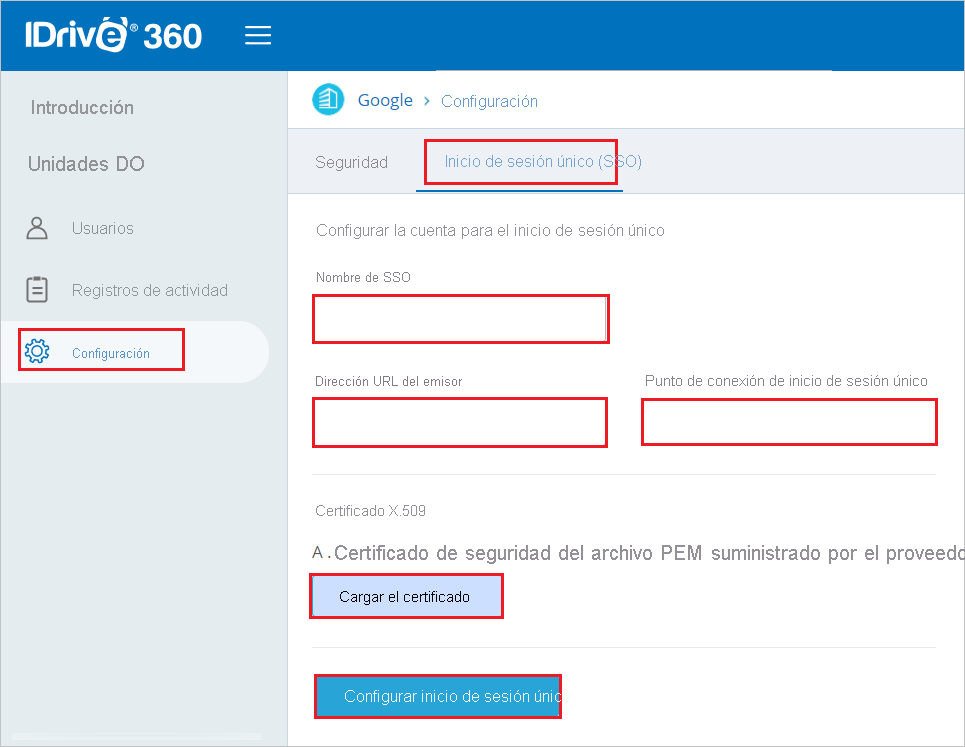 IDrive® 360
Introducción
Unidades DO
Usuarios
Registros de actividad
Configuración
Google > Configuración
Seguridad
Inicio de sesión único (SSO)
Configurar la cuenta para el inicio de sesión único
Nombre de SSO
Dirección URL del emisor
Punto de conexión de inicio de sesión único
Certificado X.509
A . Certificado de seguridad del archivo PEM suministrado por el proveedo
Cargar el certificado
Configurar inicio de sesión únic